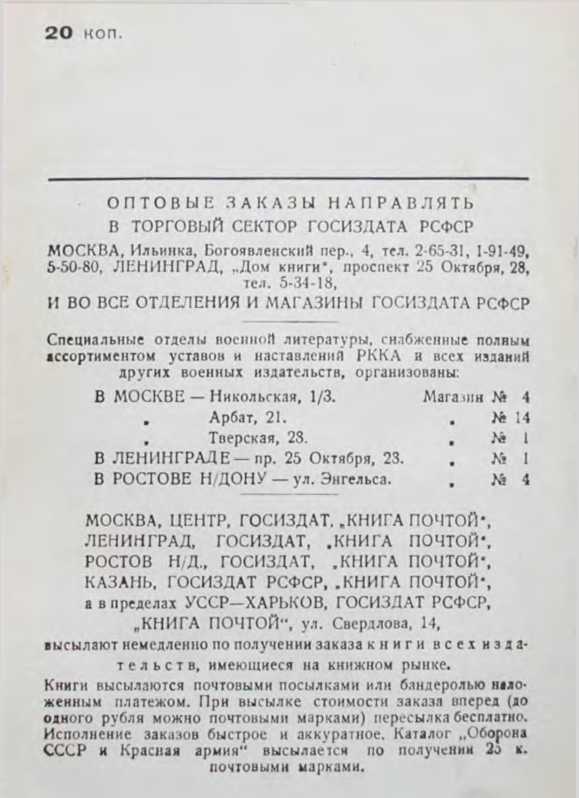 20 коп.
ОПТОВЫЕ ЗАКАЗЫ НАПРАВЛЯТЬ
В ТОРГОВЫЙ СЕКТОР ГОСИЗДАТА РСФСР
МОСКВА, Ильинка, Богоявленский пер., 4, тел. 2-65-31, 1-91-49,
5-50-80, ЛЕНИНГРАД, „Дом книги“, проспект 25 Октября, 28,
тел. 5-34-18,
И ВО ВСЕ ОТДЕЛЕНИЯ И МАГАЗИНЫ ГОСИЗДАТА РСФСР
Специальные отделы военной литературы, снабженные полным
ассортиментом уставов и наставлений РККА и всех изданий
других военных издательств, организованы:
В МОСКВЕ — Никольская, 1/3. Магазин № 4
„ Арбат, 21. „ № 14
„ Тверская, 28. „ № 1
В ЛЕНИНГРАДЕ — пр. 25 Октября, 28. „ № 1
В РОСТОВЕ Н/ДОНУ — ул. Энгельса. „ № 4
МОСКВА, ЦЕНТР, ГОСИЗДАТ, „КНИГА ПОЧТОЙ“,
ЛЕНИНГРАД, ГОСИЗДАТ, „КНИГА ПОЧТОЙ“,
РОСТОВ Н/Д., ГОСИЗДАТ, „КНИГА ПОЧТОЙ“,
КАЗАНЬ, ГОСИЗДАТ РСФСР, „КНИГА ПОЧТОЙ“,
а в пределах УССР—ХАРЬКОВ, ГОСИЗДАТ РСФСР,
„КНИГА ПОЧТОЙ“, ул. Свердлова, 14,
высылают немедленно по получении заказа книги всех изда-
тельств, имеющиеся на книжном рынке.
Книги высылаются почтовыми посылками или бандеролью нало-
женным платежом. При высылке стоимости заказа вперед (до
одного рубля можно почтовыми марками) пересылка бесплатно.
Исполнение заказов быстрое и аккуратное. Каталог „Оборона
СССР и Красная армия“ высылается по получении 25 к.
почтовыми марками.